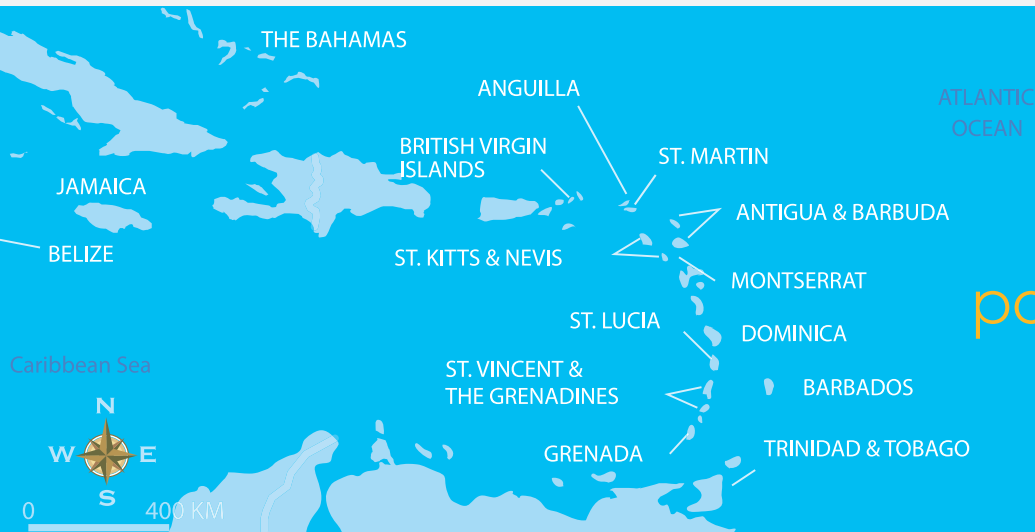 THE BAHAMAS
ANGUILLA
ATLANTIC
OCEAN
BRITISH VIRGIN
ISLANDS
ST. MARTIN
JAMAICA
ANTIGUA & BARBUDA
BELIZE
ST. KITTS & NEVIS
MONTSERRAT
po
ST. LUCIA
DOMINICA
Caribbean Sea
ST. VINCENT &
THE GRENADINES
BARBADOS
N
W E
S
GRENADA
TRINIDAD & TOBAGO
0 400 KM